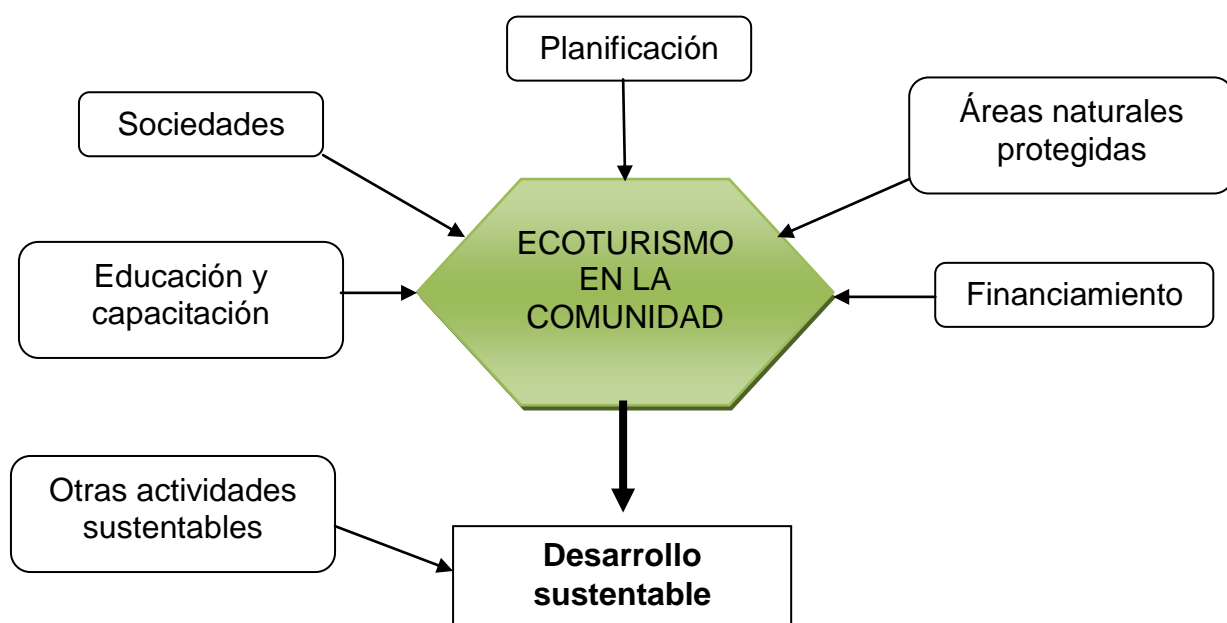 Planificación
Sociedades
Áreas naturales
protegidas
ECOTURISMO
EN LA
COMUNIDAD
Educación y
capacitación
Financiamiento
Otras actividades
sustentables
Desarrollo
sustentable